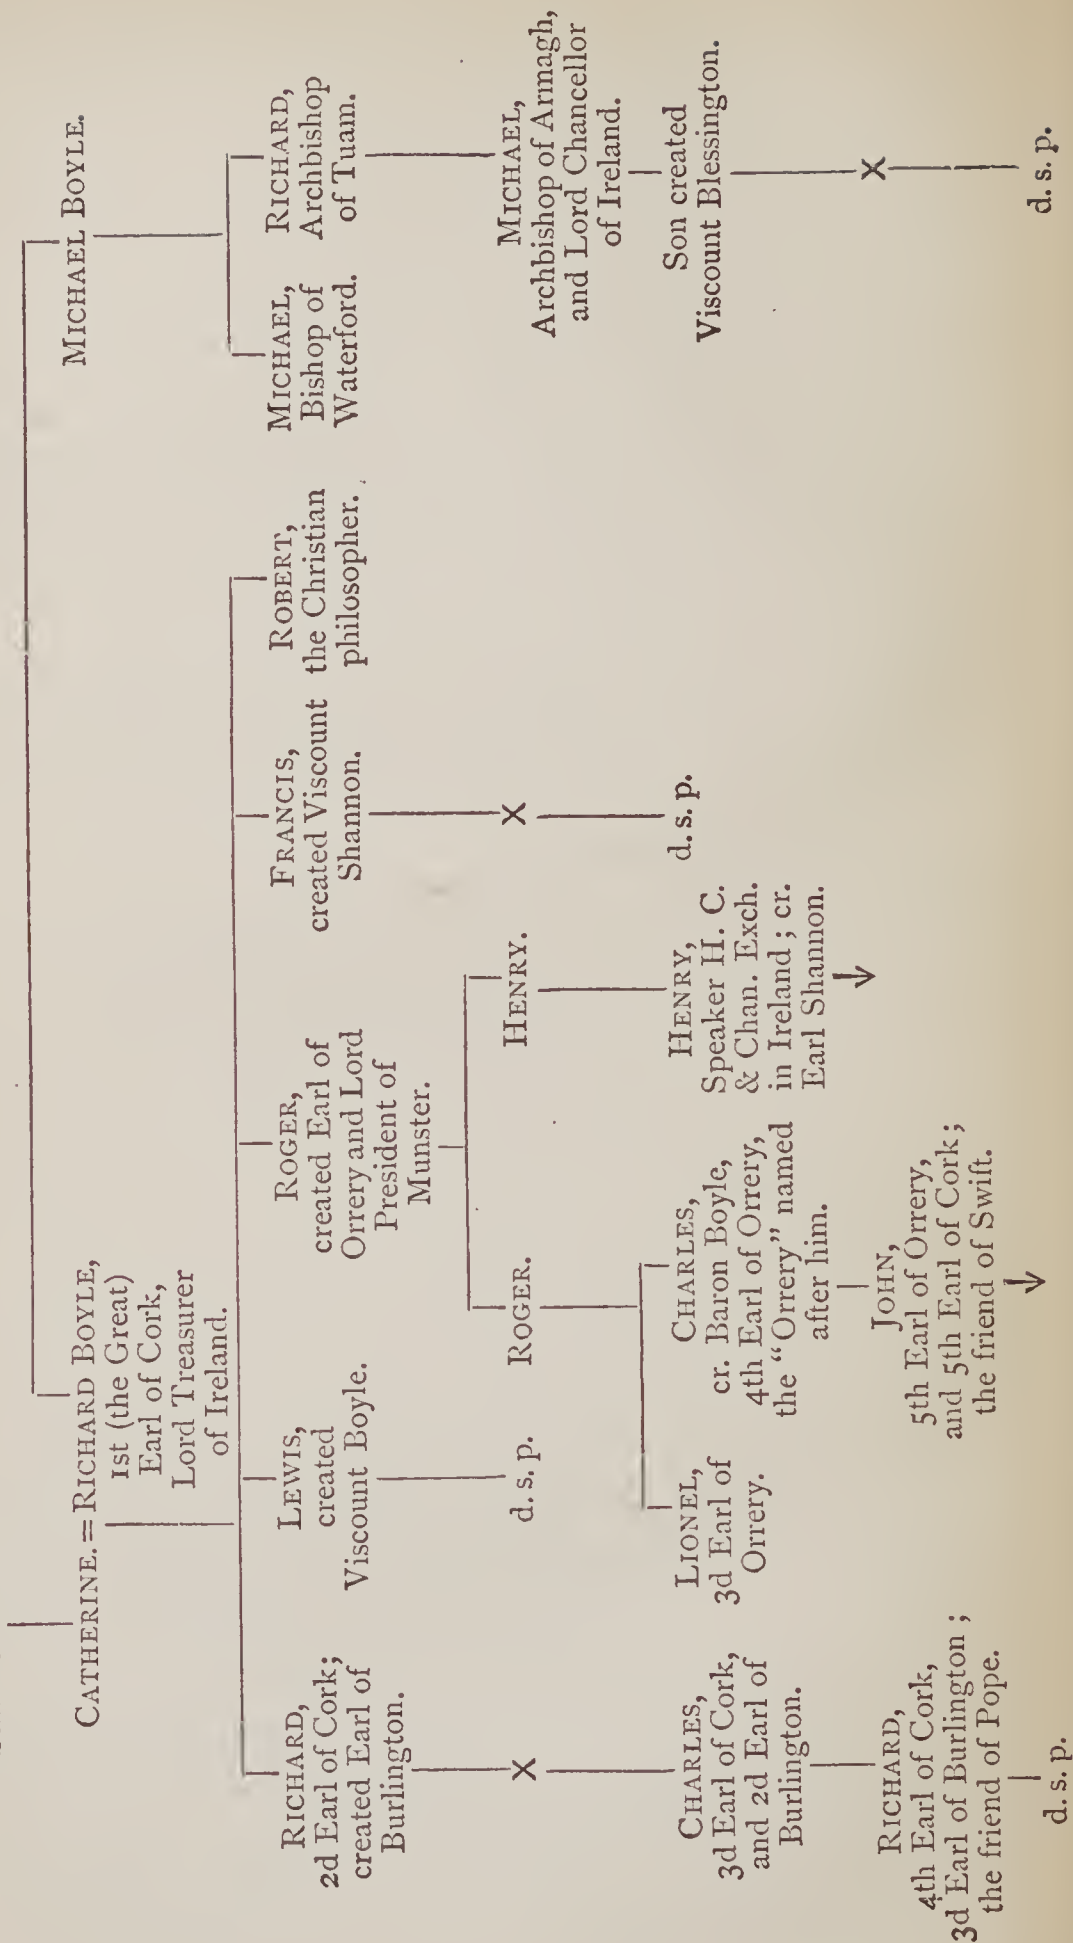 CATHERINE. = RICHARD BOYLE,
1st (the Great)
Earl of Cork,
Lord Treasurer
of Ireland.
MICHAEL BOYLE.
RICHARD,
2d Earl of Cork;
created Earl of
Burlington.
LEWIS,
created
Viscount Boyle.
ROGER,
created Earl of
Orrery and Lord
President of
Munster.
FRANCIS,
created Viscount
Shannon.
ROBERT,
the Christian
philosopher.
MICHAEL,
Bishop of
Waterford.
RICHARD,
Archbishop
of Tuam.
X
d. s. p.
ROGER.
HENRY.
X
MICHAEL,
Archbishop of Armagh,
and Lord Chancellor
of Ireland.
CHARLES,
3d Earl of Cork,
and 2d Earl of
Burlington.
LIONEL,
3d Earl of
Orrery.
CHARLES,
cr. Baron Boyle,
4th Earl of Orrery,
the "Orrery" named
after him.
HENRY,
Speaker H. C.
& Chan. Exch.
in Ireland; cr.
Earl Shannon.
d. s. p.
Son created
Viscount Blessington.
RICHARD,
4th Earl of Cork,
3d Earl of Burlington;
the friend of Pope.
JOHN,
5th Earl of Orrery,
and 5th Earl of Cork;
the friend of Swift.
X
d. s. p.
d. s. p.